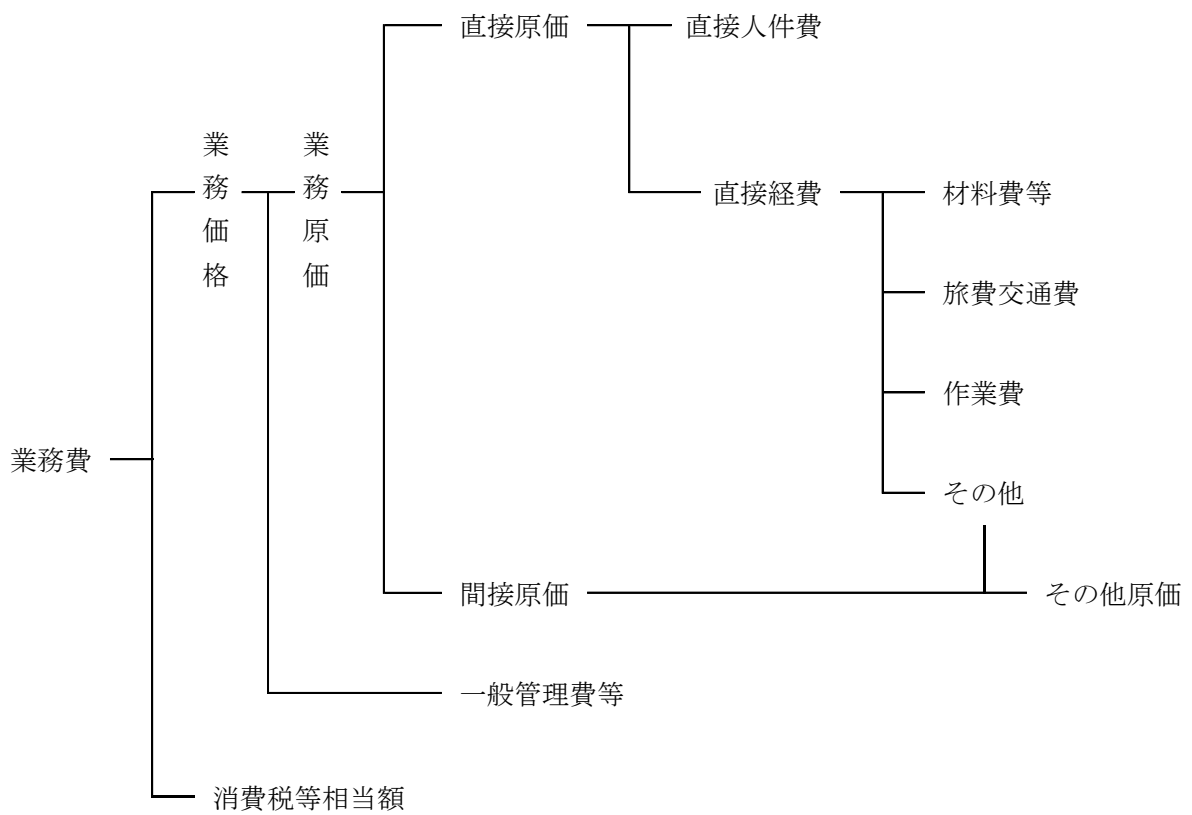 直接原価
直接人件費
業務価格
業務原価
直接経費
材料費等
旅費交通費
作業費
業務費
その他
間接原価
その他原価
一般管理費等
消費税等相当額